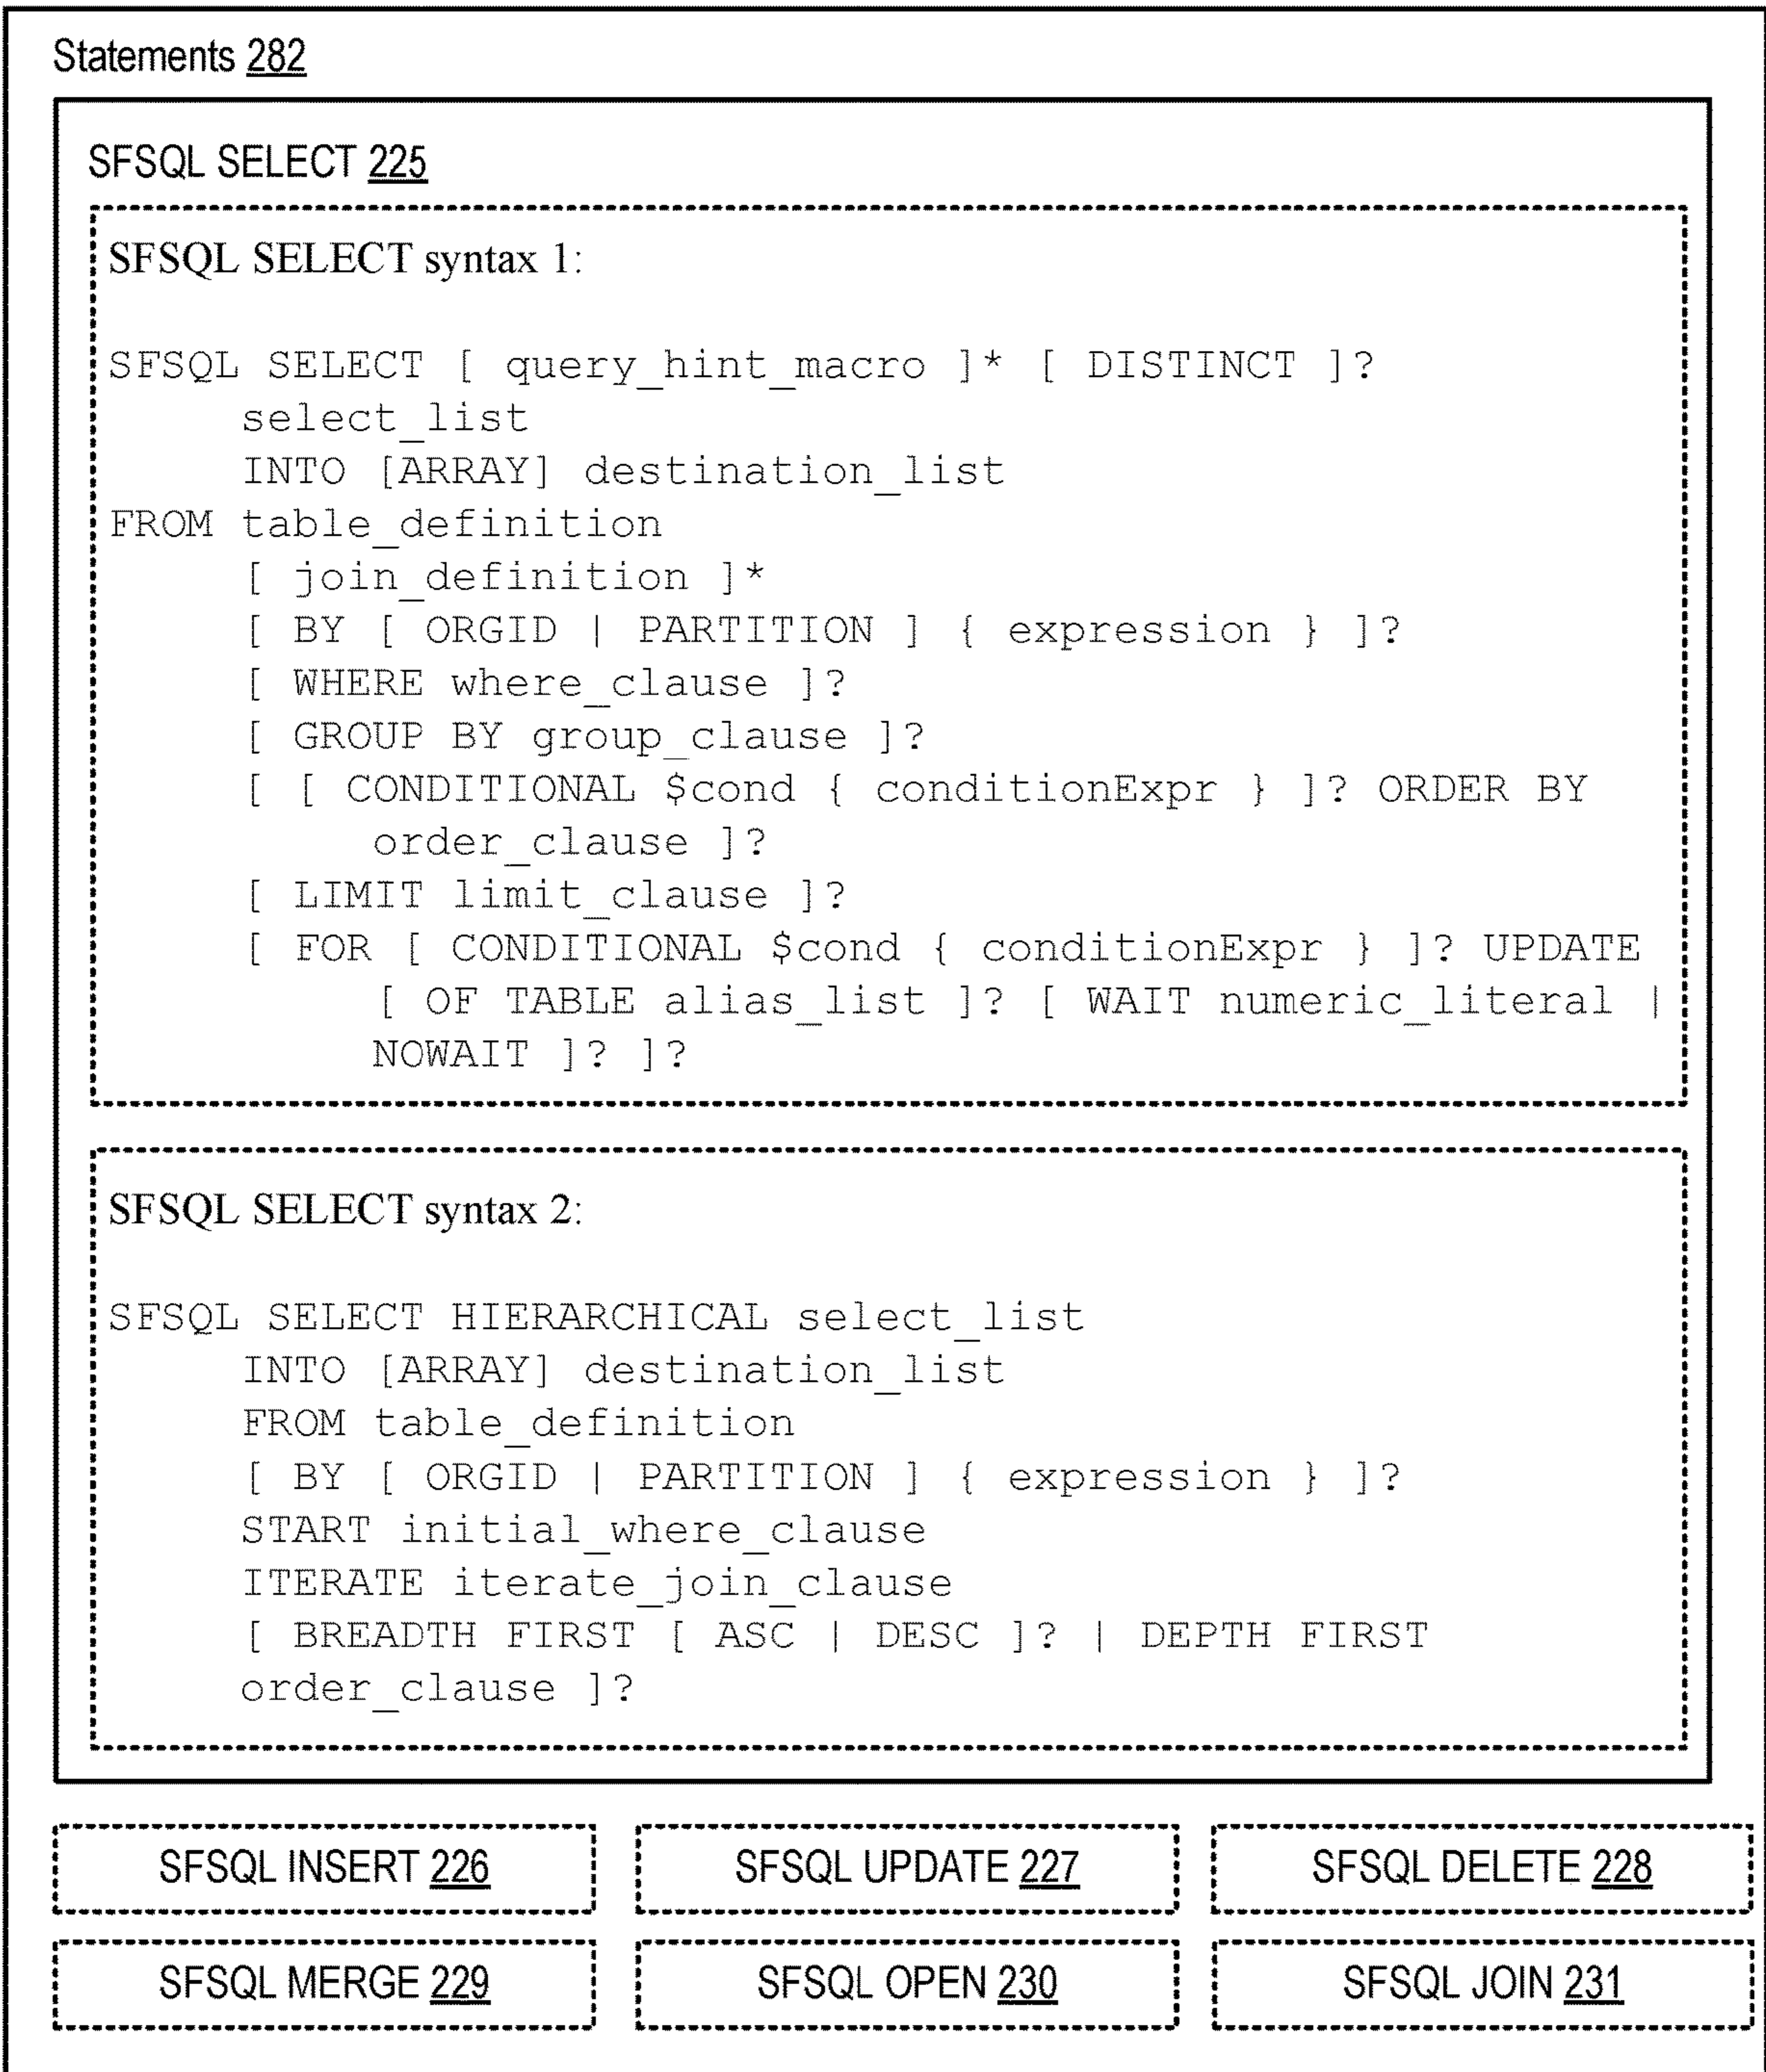 Statements 282
SFSQL SELECT 225
SFSQL SELECT syntax 1:
SFSQL SELECT [ query_hint_macro ]* [ DISTINCT ]?
select_list
INTO [ARRAY] destination_list
FROM table_definition
[ join_definition ]*
[ BY [ ORGID | PARTITION ] { expression } ]?
[ WHERE where_clause ]?
[ GROUP BY group_clause ]?
[ [ CONDITIONAL $cond { conditionExpr } ]? ORDER BY
order_clause ]?
[ LIMIT limit_clause ]?
[ FOR [ CONDITIONAL $cond { conditionExpr } ]? UPDATE
[ OF TABLE alias_list ]? [ WAIT numeric_literal |
NOWAIT ]? ]?
SFSQL SELECT syntax 2:
SFSQL SELECT HIERARCHICAL select_list
INTO [ARRAY] destination_list
FROM table_definition
[ BY [ ORGID | PARTITION ] { expression } ]?
START initial_where_clause
ITERATE iterate_join_clause
[ BREADTH FIRST [ ASC | DESC ]? | DEPTH FIRST
order_clause ]?
SFSQL INSERT 226
SFSQL UPDATE 227
SFSQL DELETE 228
SFSQL MERGE 229
SFSQL OPEN 230
SFSQL JOIN 231